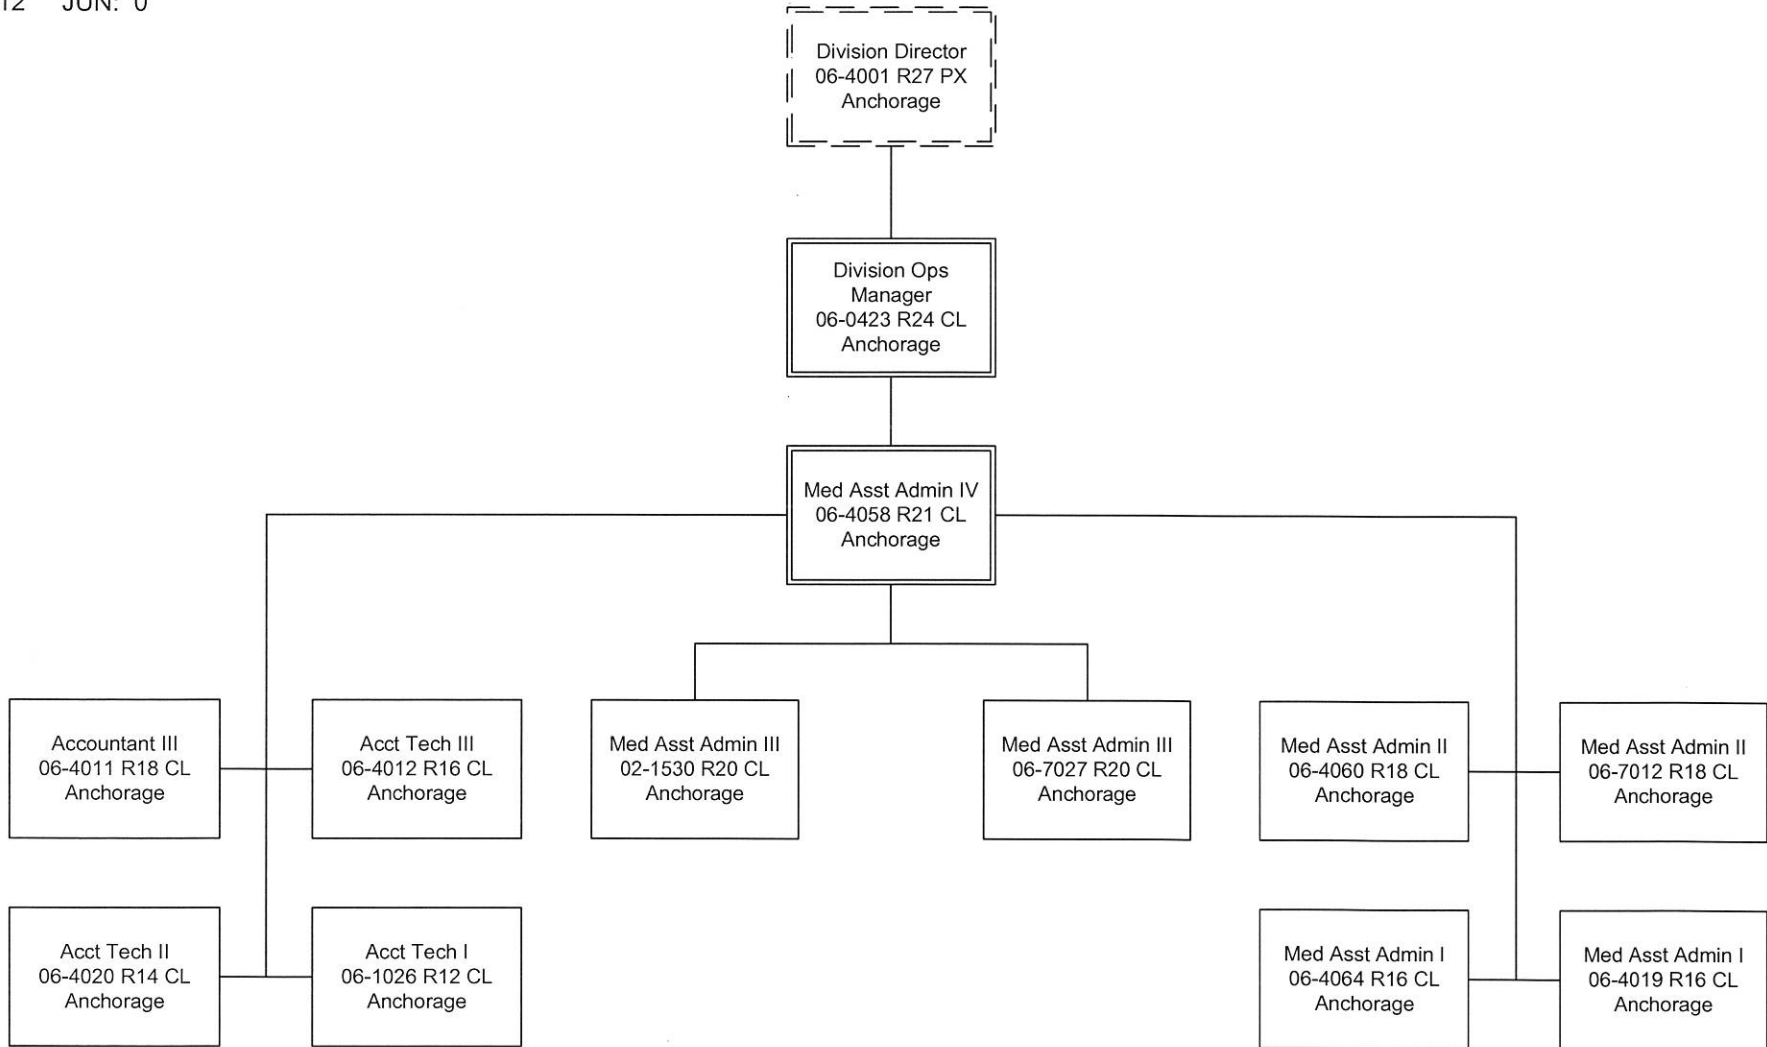 12 JUN: 0
Division Director
06-4001 R27 PX
Anchorage
Division Ops
Manager
06-0423 R24 CL
Anchorage
Med Asst Admin IV
06-4058 R21 CL
Anchorage
Accountant III
06-4011 R18 CL
Anchorage
Acct Tech III
06-4012 R16 CL
Anchorage
Med Asst Admin III
02-1530 R20 CL
Anchorage
Med Asst Admin III
06-7027 R20 CL
Anchorage
Med Asst Admin II
06-4060 R18 CL
Anchorage
Med Asst Admin II
06-7012 R18 CL
Anchorage
Acct Tech II
06-4020 R14 CL
Anchorage
Acct Tech I
06-1026 R12 CL
Anchorage
Med Asst Admin I
06-4064 R16 CL
Anchorage
Med Asst Admin I
06-4019 R16 CL
Anchorage